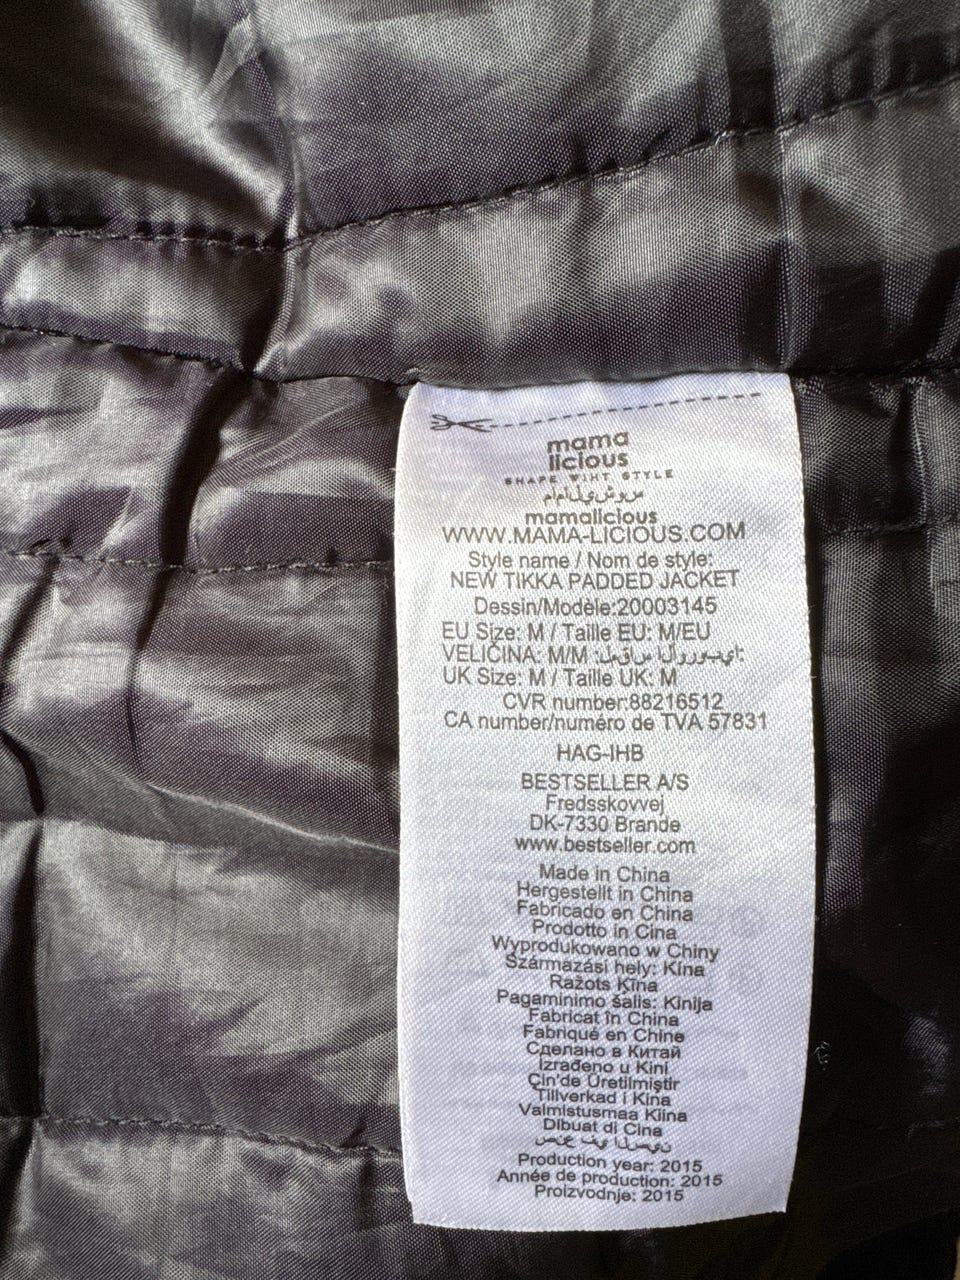 mama
licious
SHAPE WIHT STYLE
ماماليشوس
mamalicious
WWW.MAMA-LICIOUS.COM
Style name / Nom de style:
NEW TIKKA PADDED JACKET
Dessin/Modèle:20003145
EU Size: M / Taille EU: M/EU
VELIČINA: M/M
UK Size: M / Taille UK: M
CVR number:88216512
CA number/numéro de TVA 57831
HAG-IHB
BESTSELLER A/S
Fredsskovvej
DK-7330 Brande
www.bestseller.com
Made in China
Hergestellt in China
Fabricado en China
Prodotto in Cina
Wyprodukowano w Chiny
Származási hely: Kína
Ražots Ķīna
Pagaminimo šalis: Kinija
Fabricat în China
Fabriqué en Chine
Сделано в Китай
Izrađeno u Kini
Çin'de Üretilmiştir
Tillverkad i Kina
Valmistusmaa Kiina
Dibuat di Cina
صنع في الصين
Production year: 2015
Année de production: 2015
Proizvodnje: 2015